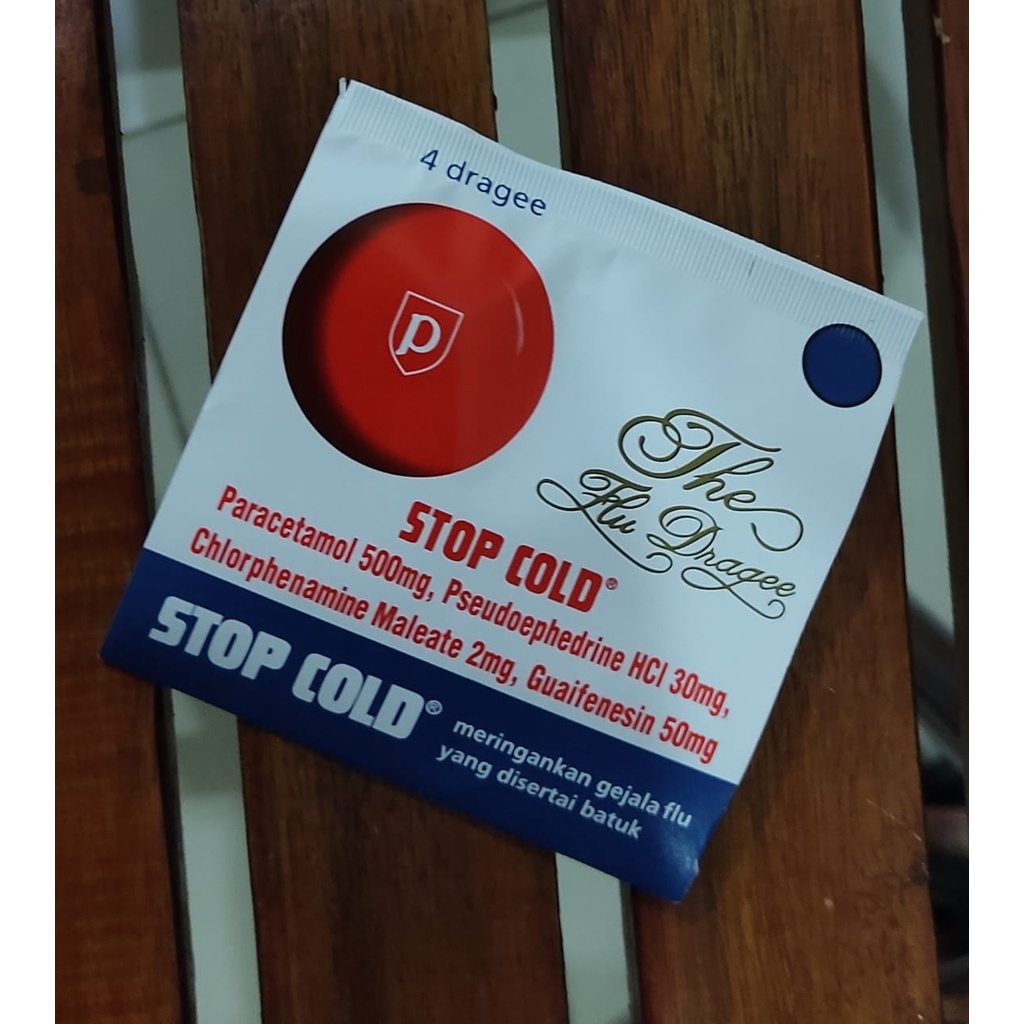 4 dragee
p
The
Flu Dragee
STOP COLD®
Paracetamol 500mg, Pseudoephedrine HCl 30mg,
Chlorphenamine Maleate 2mg, Guaifenesin 50mg
STOP COLD®
meringankan gejala flu
yang disertai batuk